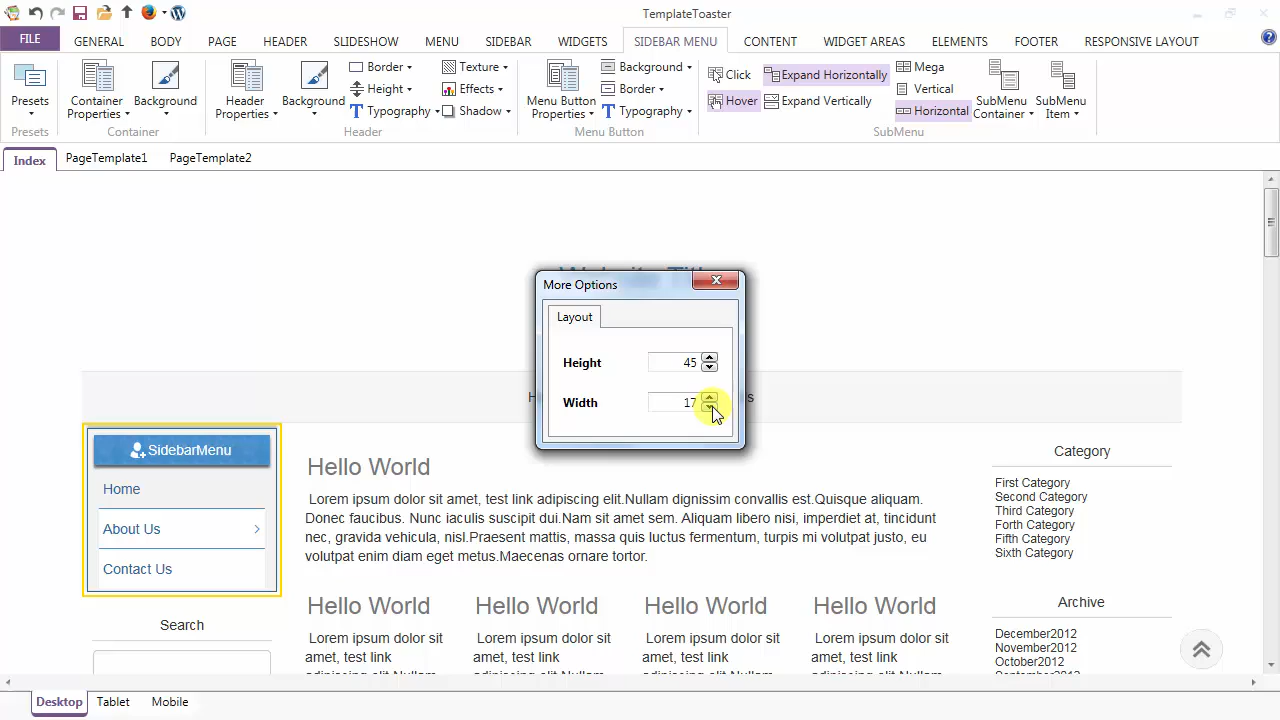 TemplateToaster
FILE GENERAL BODY PAGE HEADER SLIDESHOW MENU SIDEBAR WIDGETS SIDEBAR MENU CONTENT WIDGET AREAS ELEMENTS FOOTER RESPONSIVE LAYOUT
Presets
Presets
Container Properties
Background
Container
Header Properties
Background
Border
Height
Typography
Texture
Effects
Shadow
Header
Menu Button Properties
Background
Border
Typography
Menu Button
Click
Hover
Expand Horizontally
Expand Vertically
Mega
Vertical
Horizontal
SubMenu Container
SubMenu Item
SubMenu
Index PageTemplate1 PageTemplate2
More Options
Layout
Height 45
Width 17
SidebarMenu
Home
About Us
Contact Us
Search
Hello World
Lorem ipsum dolor sit amet, test link adipiscing elit.Nullam dignissim convallis est.Quisque aliquam.
Donec faucibus. Nunc iaculis suscipit dui.Nam sit amet sem. Aliquam libero nisi, imperdiet at, tincidunt
nec, gravida vehicula, nisl.Praesent mattis, massa quis luctus fermentum, turpis mi volutpat justo, eu
volutpat enim diam eget metus.Maecenas ornare tortor.
Hello World Hello World Hello World Hello World
Lorem ipsum dolor sit Lorem ipsum dolor sit Lorem ipsum dolor sit Lorem ipsum dolor sit
amet, test link amet, test link amet, test link amet, test link
Category
First Category
Second Category
Third Category
Forth Category
Fifth Category
Sixth Category
Archive
December2012
November2012
October2012
Desktop Tablet Mobile